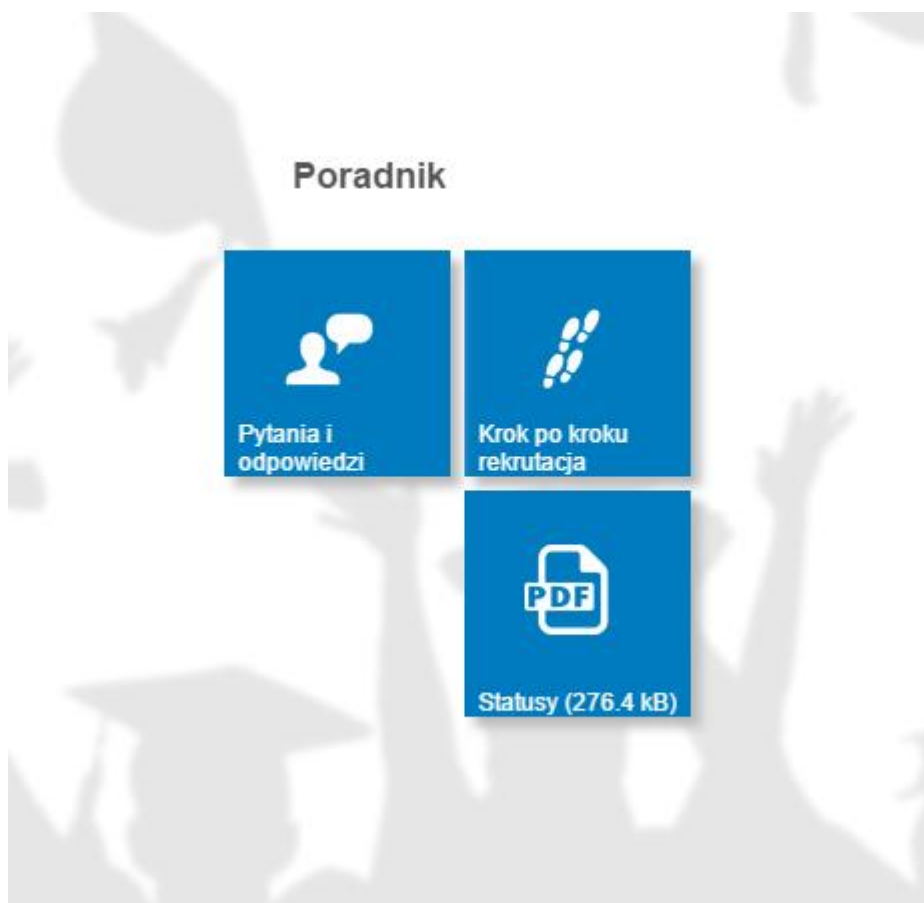 Poradnik
Pytania i
odpowiedzi
Krok po kroku
rekrutacja
PDF
Statusy (276.4 kB)